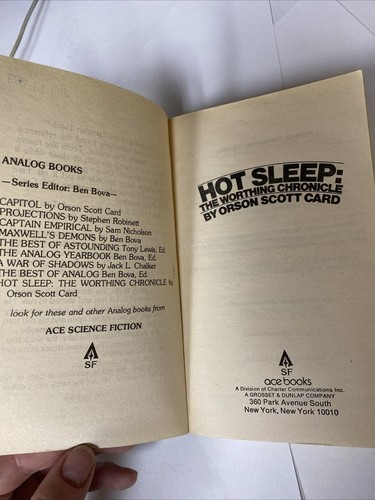 ANALOG BOOKS
—Series Editor: Ben Bova—
CAPITOL by Orson Scott Card
PROJECTIONS by Stephen Robinett
CAPTAIN EMPIRICAL by Sam Nicholson
MAXWELL'S DEMONS by Ben Bova
THE BEST OF ASTOUNDING Tony Lewis, Ed.
THE ANALOG YEARBOOK Ben Bova, Ed.
A WAR OF SHADOWS by Jack L. Chalker
THE BEST OF ANALOG Ben Bova, Ed.
HOT SLEEP: THE WORTHING CHRONICLE by
Orson Scott Card
look for these and other Analog books from
ACE SCIENCE FICTION
SF
HOT SLEEP:
THE WORTHING CHRONICLE
BY ORSON SCOTT CARD
SF
ace books
A Division of Charter Communications Inc.
A GROSSET & DUNLAP COMPANY
360 Park Avenue South
New York, New York 10010